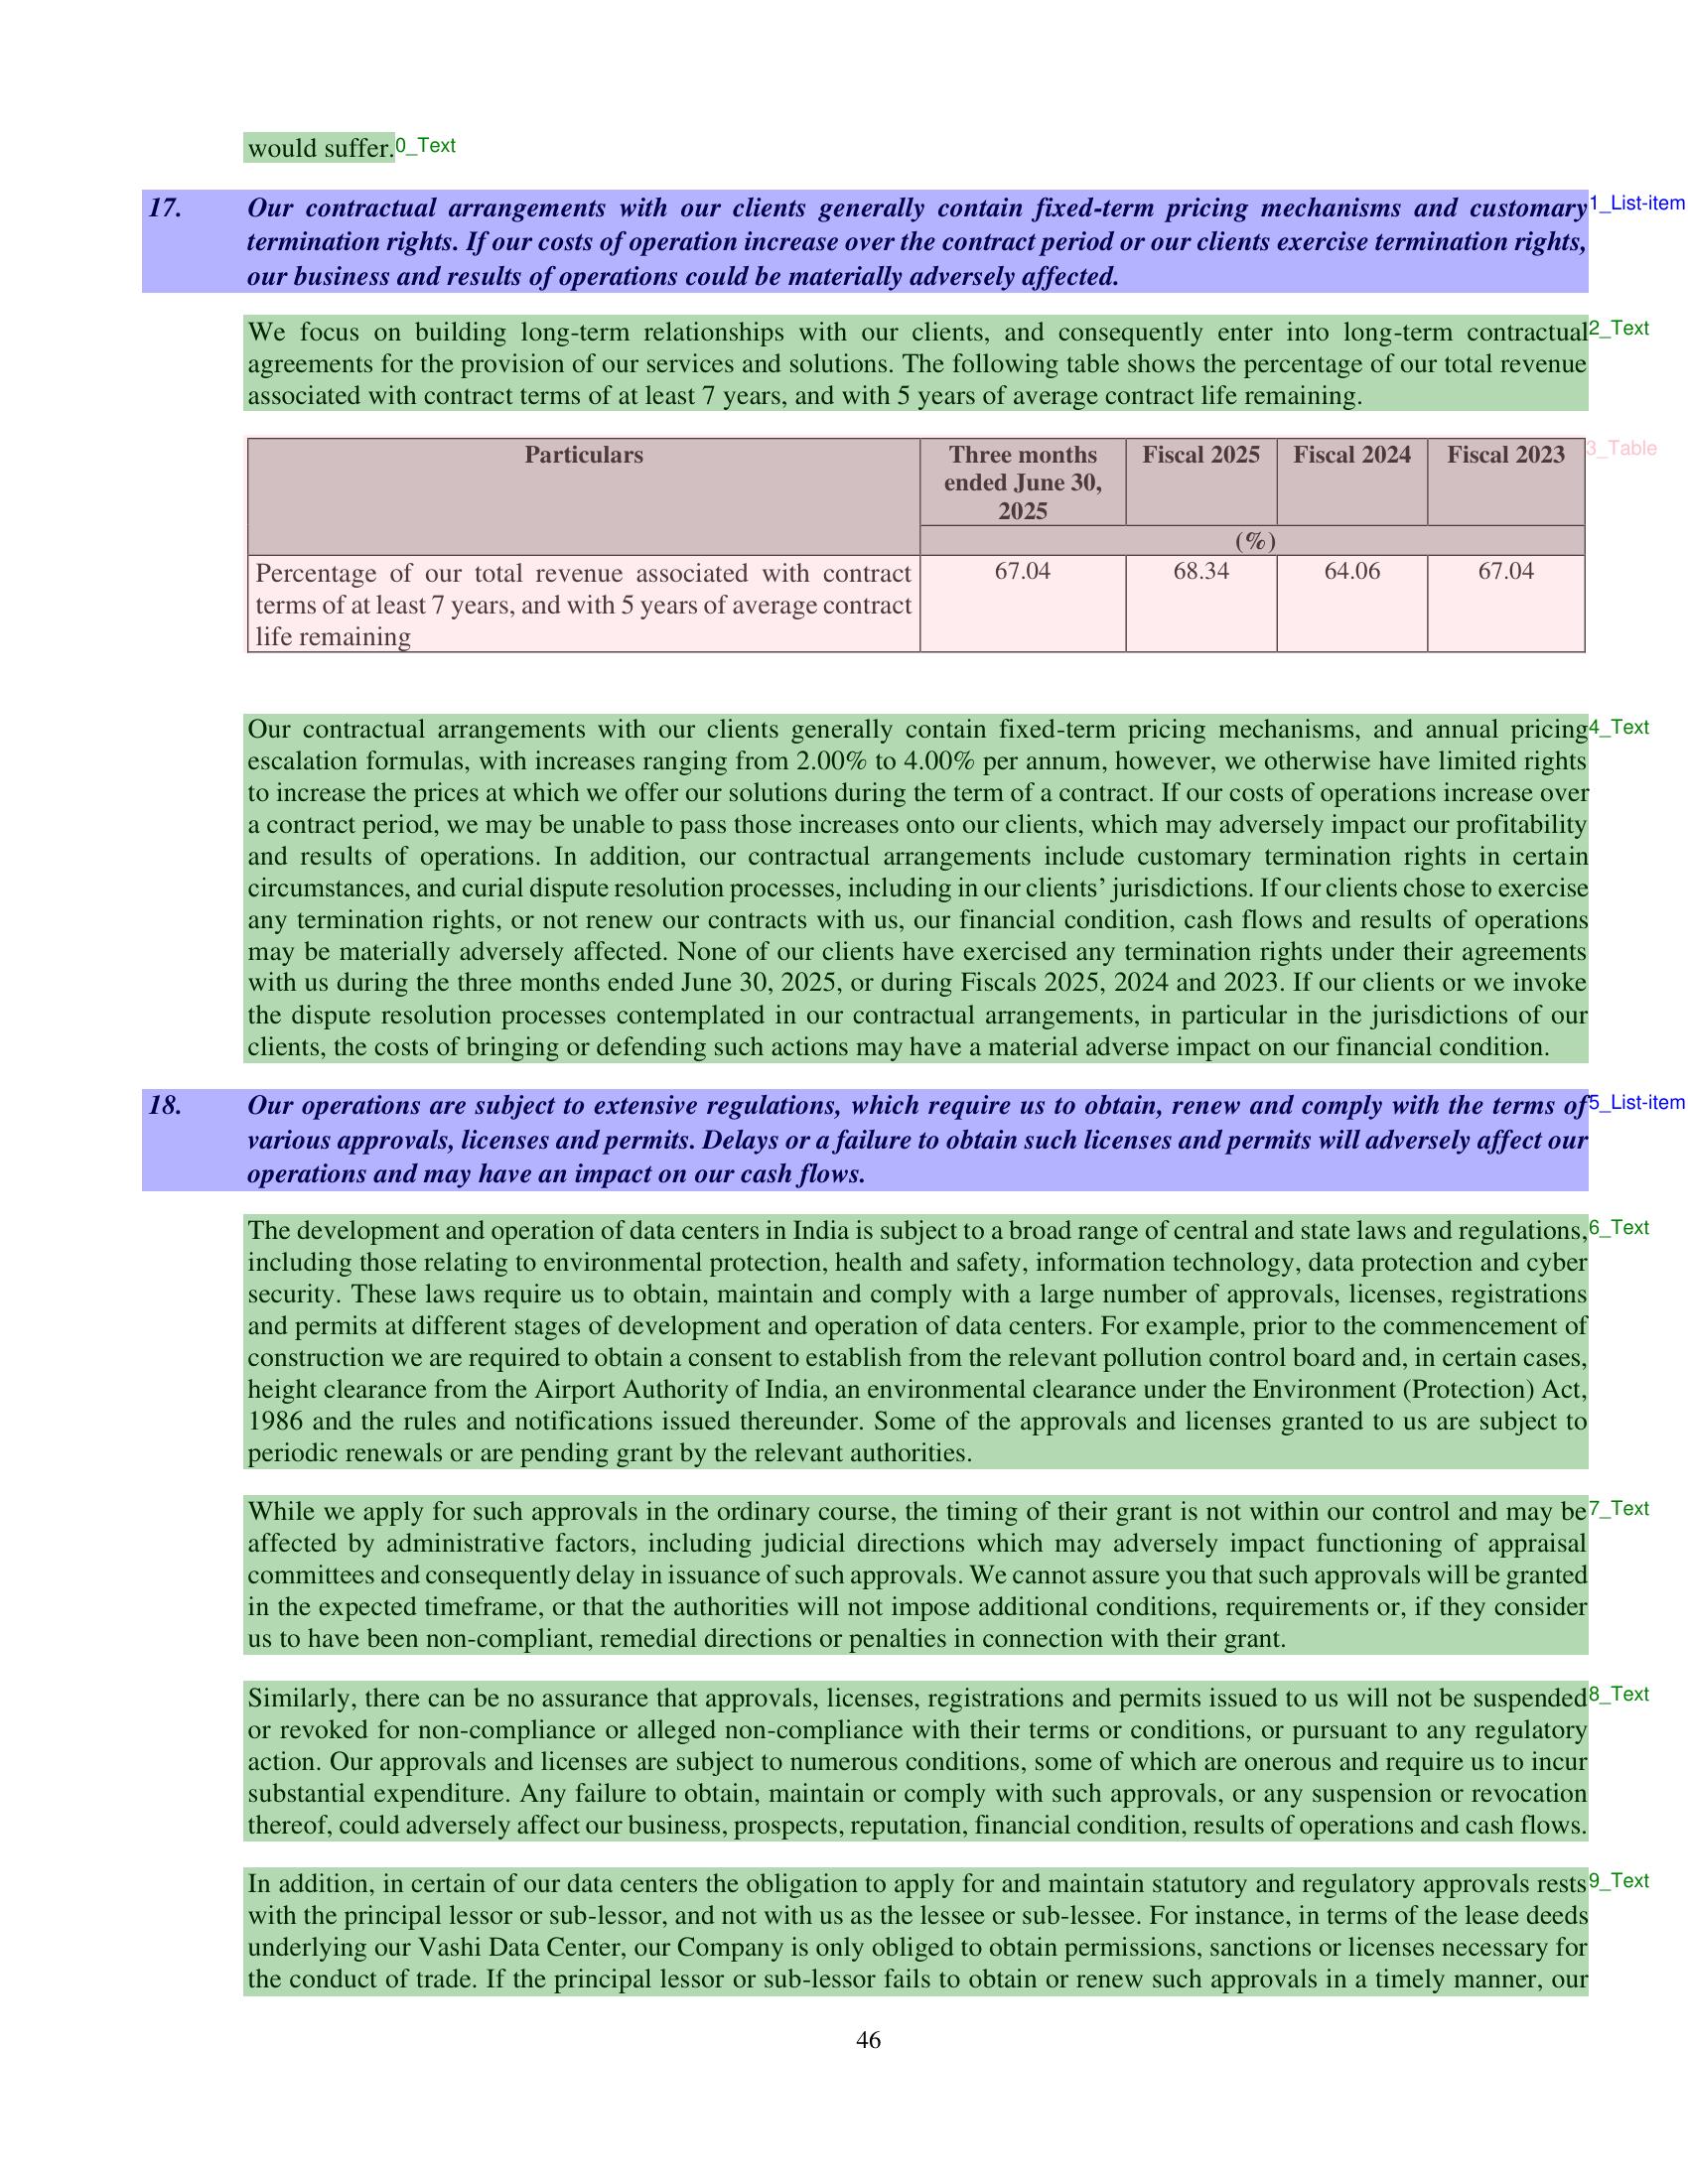 would suffer.0_Text
17. Our contractual arrangements with our clients generally contain fixed-term pricing mechanisms and customary 1_List-item
termination rights. If our costs of operation increase over the contract period or our clients exercise termination rights,
our business and results of operations could be materially adversely affected.
We focus on building long-term relationships with our clients, and consequently enter into long-term contractual 2_Text
agreements for the provision of our services and solutions. The following table shows the percentage of our total revenue
associated with contract terms of at least 7 years, and with 5 years of average contract life remaining.
Particulars Three months Fiscal 2025 Fiscal 2024 Fiscal 2023 3_Table
ended June 30,
2025
(%)
Percentage of our total revenue associated with contract 67.04 68.34 64.06 67.04
terms of at least 7 years, and with 5 years of average contract
life remaining
Our contractual arrangements with our clients generally contain fixed-term pricing mechanisms, and annual pricing 4_Text
escalation formulas, with increases ranging from 2.00% to 4.00% per annum, however, we otherwise have limited rights
to increase the prices at which we offer our solutions during the term of a contract. If our costs of operations increase over
a contract period, we may be unable to pass those increases onto our clients, which may adversely impact our profitability
and results of operations. In addition, our contractual arrangements include customary termination rights in certain
circumstances, and curial dispute resolution processes, including in our clients’ jurisdictions. If our clients chose to exercise
any termination rights, or not renew our contracts with us, our financial condition, cash flows and results of operations
may be materially adversely affected. None of our clients have exercised any termination rights under their agreements
with us during the three months ended June 30, 2025, or during Fiscals 2025, 2024 and 2023. If our clients or we invoke
the dispute resolution processes contemplated in our contractual arrangements, in particular in the jurisdictions of our
clients, the costs of bringing or defending such actions may have a material adverse impact on our financial condition.
18. Our operations are subject to extensive regulations, which require us to obtain, renew and comply with the terms of 5_List-item
various approvals, licenses and permits. Delays or a failure to obtain such licenses and permits will adversely affect our
operations and may have an impact on our cash flows.
The development and operation of data centers in India is subject to a broad range of central and state laws and regulations, 6_Text
including those relating to environmental protection, health and safety, information technology, data protection and cyber
security. These laws require us to obtain, maintain and comply with a large number of approvals, licenses, registrations
and permits at different stages of development and operation of data centers. For example, prior to the commencement of
construction we are required to obtain a consent to establish from the relevant pollution control board and, in certain cases,
height clearance from the Airport Authority of India, an environmental clearance under the Environment (Protection) Act,
1986 and the rules and notifications issued thereunder. Some of the approvals and licenses granted to us are subject to
periodic renewals or are pending grant by the relevant authorities.
While we apply for such approvals in the ordinary course, the timing of their grant is not within our control and may be 7_Text
affected by administrative factors, including judicial directions which may adversely impact functioning of appraisal
committees and consequently delay in issuance of such approvals. We cannot assure you that such approvals will be granted
in the expected timeframe, or that the authorities will not impose additional conditions, requirements or, if they consider
us to have been non-compliant, remedial directions or penalties in connection with their grant.
Similarly, there can be no assurance that approvals, licenses, registrations and permits issued to us will not be suspended 8_Text
or revoked for non-compliance or alleged non-compliance with their terms or conditions, or pursuant to any regulatory
action. Our approvals and licenses are subject to numerous conditions, some of which are onerous and require us to incur
substantial expenditure. Any failure to obtain, maintain or comply with such approvals, or any suspension or revocation
thereof, could adversely affect our business, prospects, reputation, financial condition, results of operations and cash flows.
In addition, in certain of our data centers the obligation to apply for and maintain statutory and regulatory approvals rests 9_Text
with the principal lessor or sub-lessor, and not with us as the lessee or sub-lessee. For instance, in terms of the lease deeds
underlying our Vashi Data Center, our Company is only obliged to obtain permissions, sanctions or licenses necessary for
the conduct of trade. If the principal lessor or sub-lessor fails to obtain or renew such approvals in a timely manner, our
46